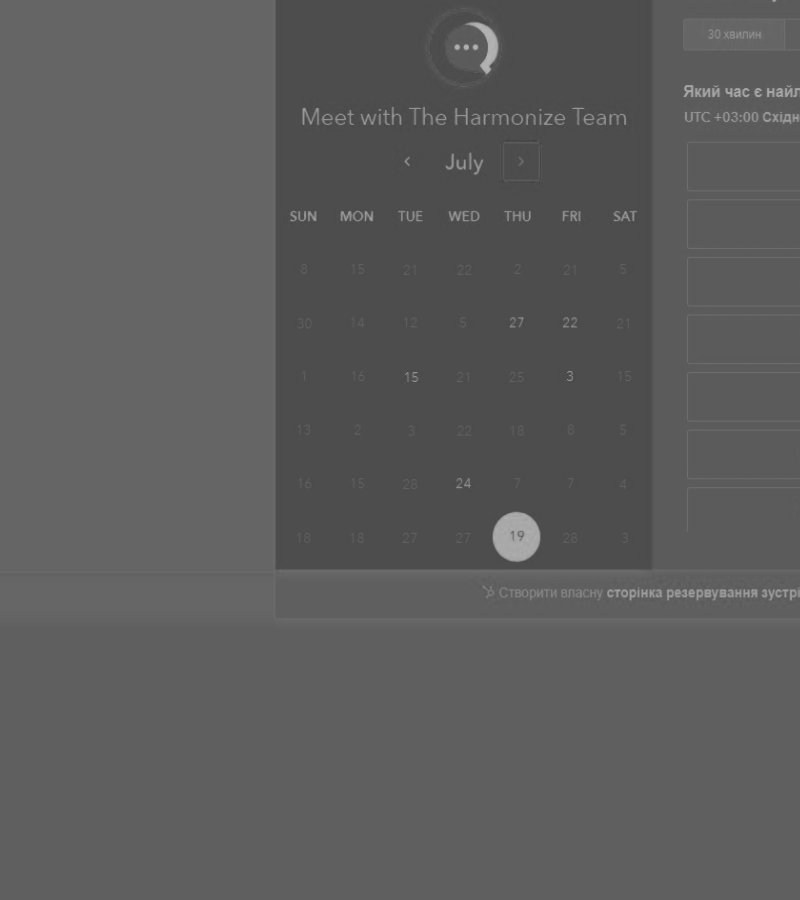 30 хвилин
Meet with The Harmonize Team
July
Який час є найл
UTC +03:00 Східн
SUN MON TUE WED THU FRI SAT
6 15 21 22 2 21 5
30 14 12 5 27 22 21
1 16 15 21 25 3 15
13 2 3 22 18 8 5
16 15 28 24 7 7 4
18 18 27 27 19 28 3
Створити власну сторінка резервування зустрі